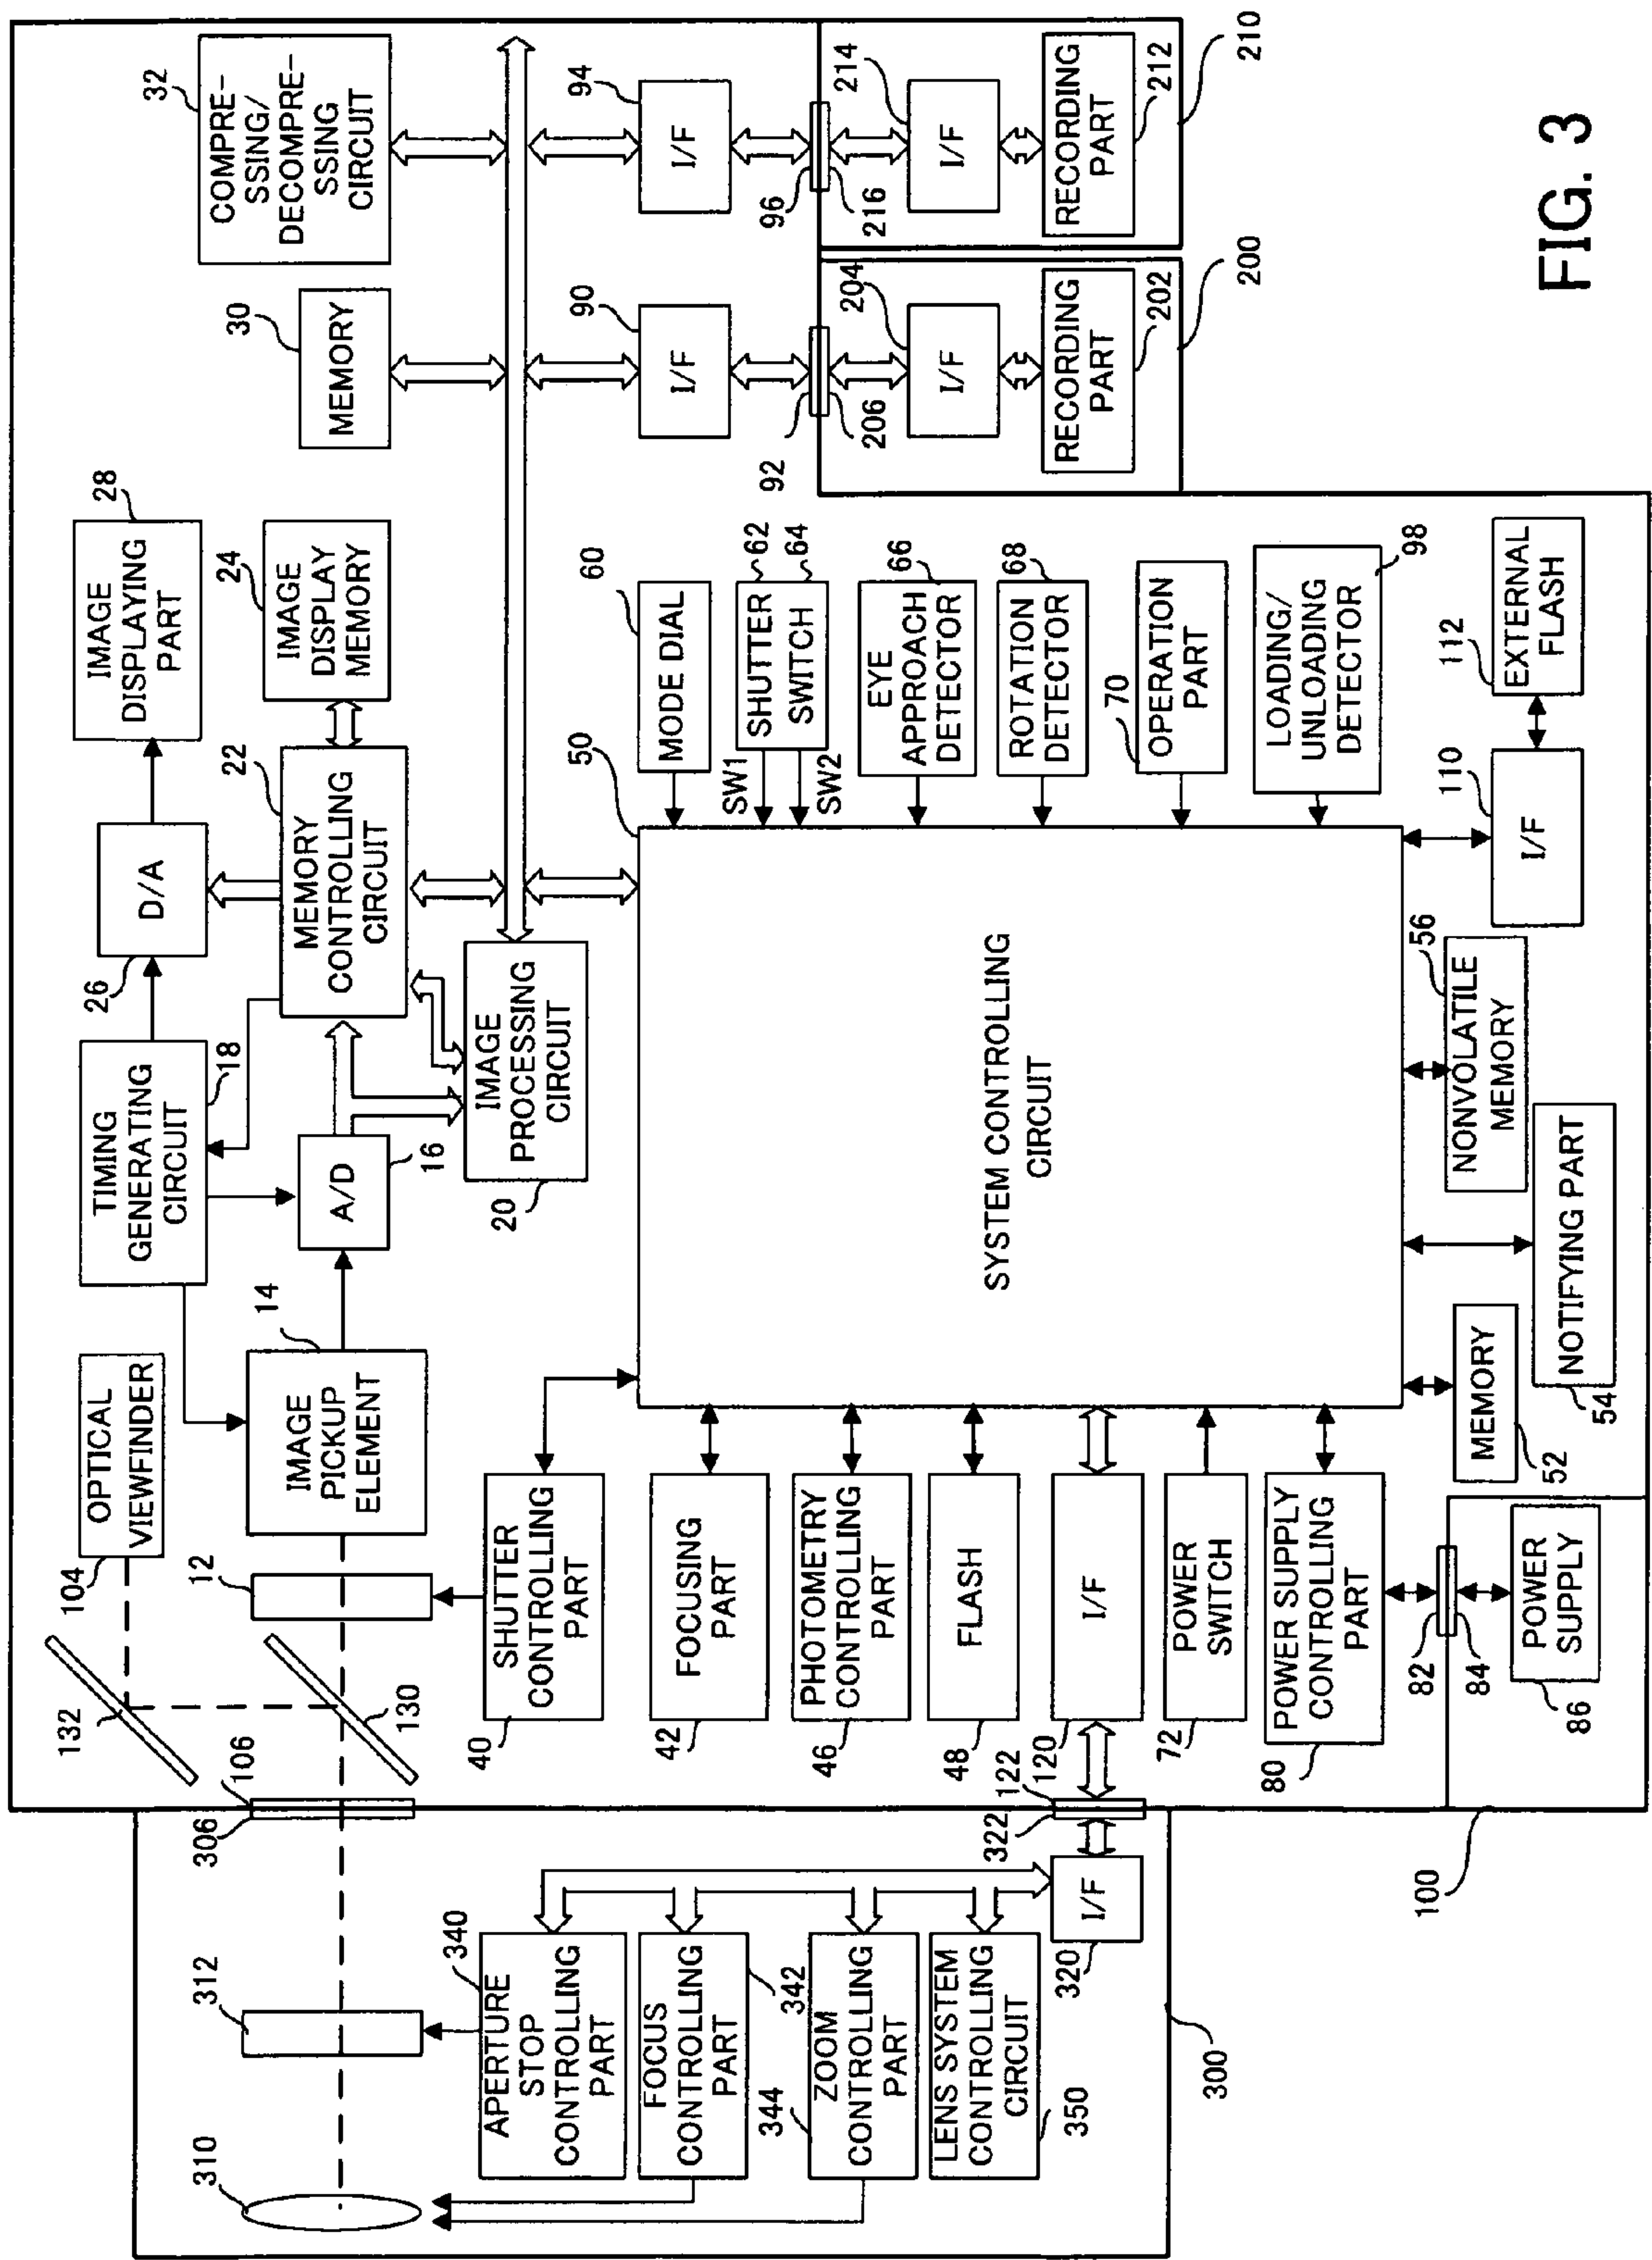 310
312
306
106
132
130
104
OPTICAL
VIEWFINDER
12
14
IMAGE
PICKUP
ELEMENT
TIMING
GENERATING
CIRCUIT
18
A/D
16
26
D/A
22
MEMORY
CONTROLLING
CIRCUIT
20
IMAGE
PROCESSING
CIRCUIT
28
IMAGE
DISPLAYING
PART
24
IMAGE
DISPLAY
MEMORY
30
MEMORY
32
COMPRE-
SSING/
DECOMPRE-
SSING
CIRCUIT
340
APERTURE
STOP
CONTROLLING
PART
342
FOCUS
CONTROLLING
PART
344
ZOOM
CONTROLLING
PART
350
LENS SYSTEM
CONTROLLING
CIRCUIT
I/F
320
322
122
300
100
40
SHUTTER
CONTROLLING
PART
42
FOCUSING
PART
46
PHOTOMETRY
CONTROLLING
PART
48
FLASH
120
I/F
72
POWER
SWITCH
80
POWER SUPPLY
CONTROLLING
PART
82
84
86
POWER
SUPPLY
50
SYSTEM CONTROLLING
CIRCUIT
52
MEMORY
54
NOTIFYING PART
56
NONVOLATILE
MEMORY
110
I/F
112
EXTERNAL
FLASH
60
MODE DIAL
62
64
SHUTTER
SWITCH
SW1
SW2
66
EYE
APPROACH
DETECTOR
68
ROTATION
DETECTOR
70
OPERATION
PART
98
LOADING/
UNLOADING
DETECTOR
90
I/F
92
206
204
I/F
RECORDING
PART
202
200
94
I/F
96
216
214
I/F
RECORDING
PART
212
210
FIG. 3